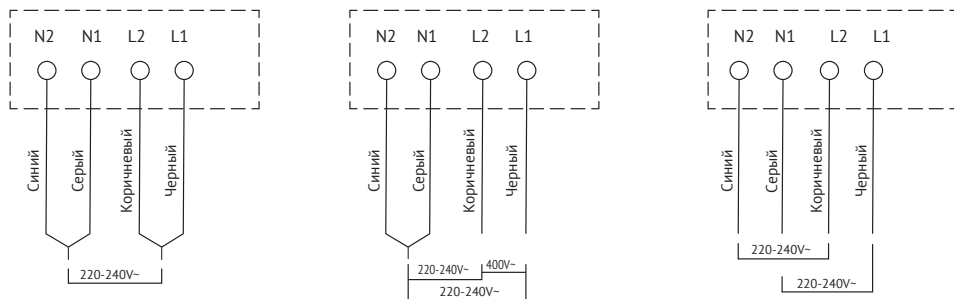 N2 N1 L2 L1
Синий
Серый
Коричневый
Черный
220-240V~
N2 N1 L2 L1
Синий
Серый
Коричневый
Черный
220-240V~ 400V~
220-240V~
N2 N1 L2 L1
Синий
Серый
Коричневый
Черный
220-240V~
220-240V~